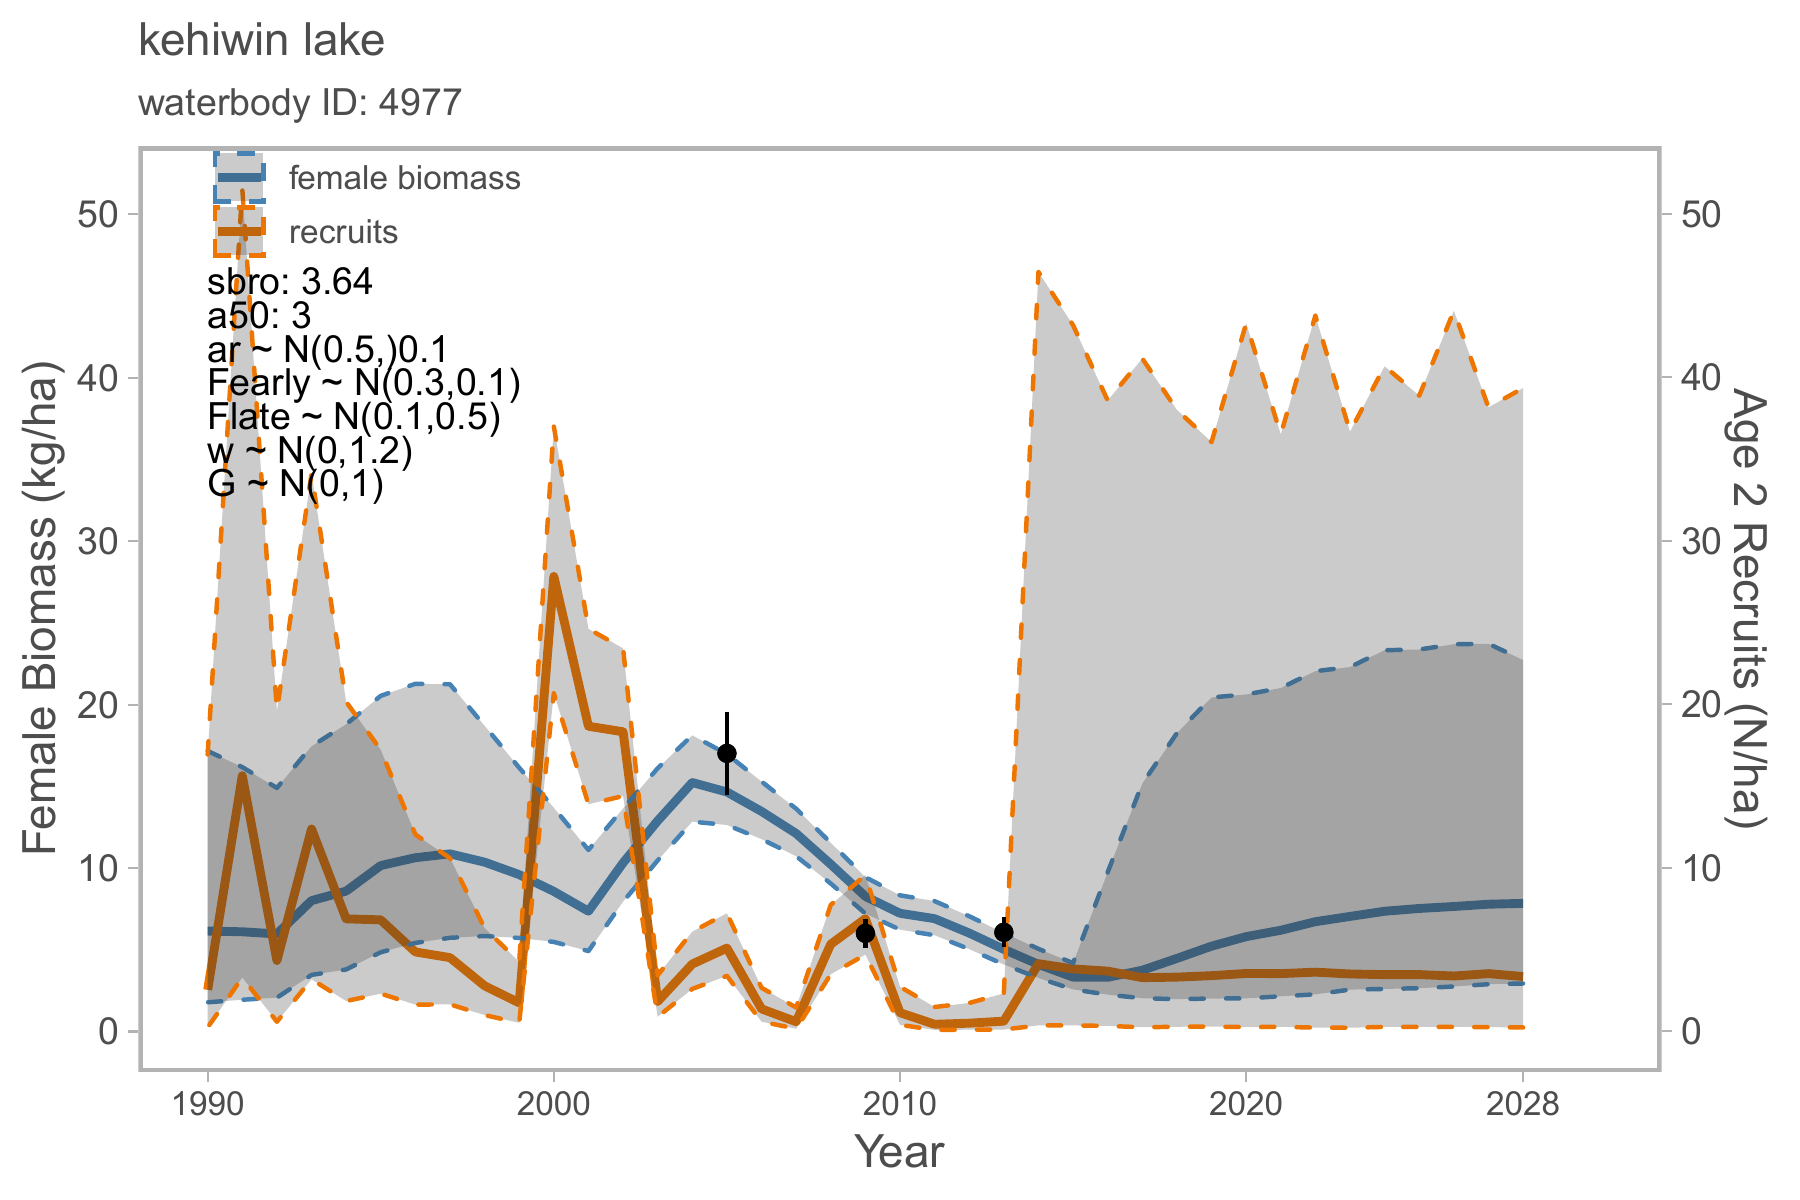 kehiwin lake
waterbody ID: 4977
female biomass
recruits
sbro: 3.64
a50: 3
ar ~ N(0.5,)0.1
Fearly ~ N(0.3,0.1)
Flate ~ N(0.1,0.5)
w ~ N(0,1.2)
G ~ N(0,1)
Female Biomass (kg/ha)
50
40
30
20
10
0
Age 2 Recruits (N/ha)
50
40
30
20
10
0
1990 2000 2010 2020 2028
Year